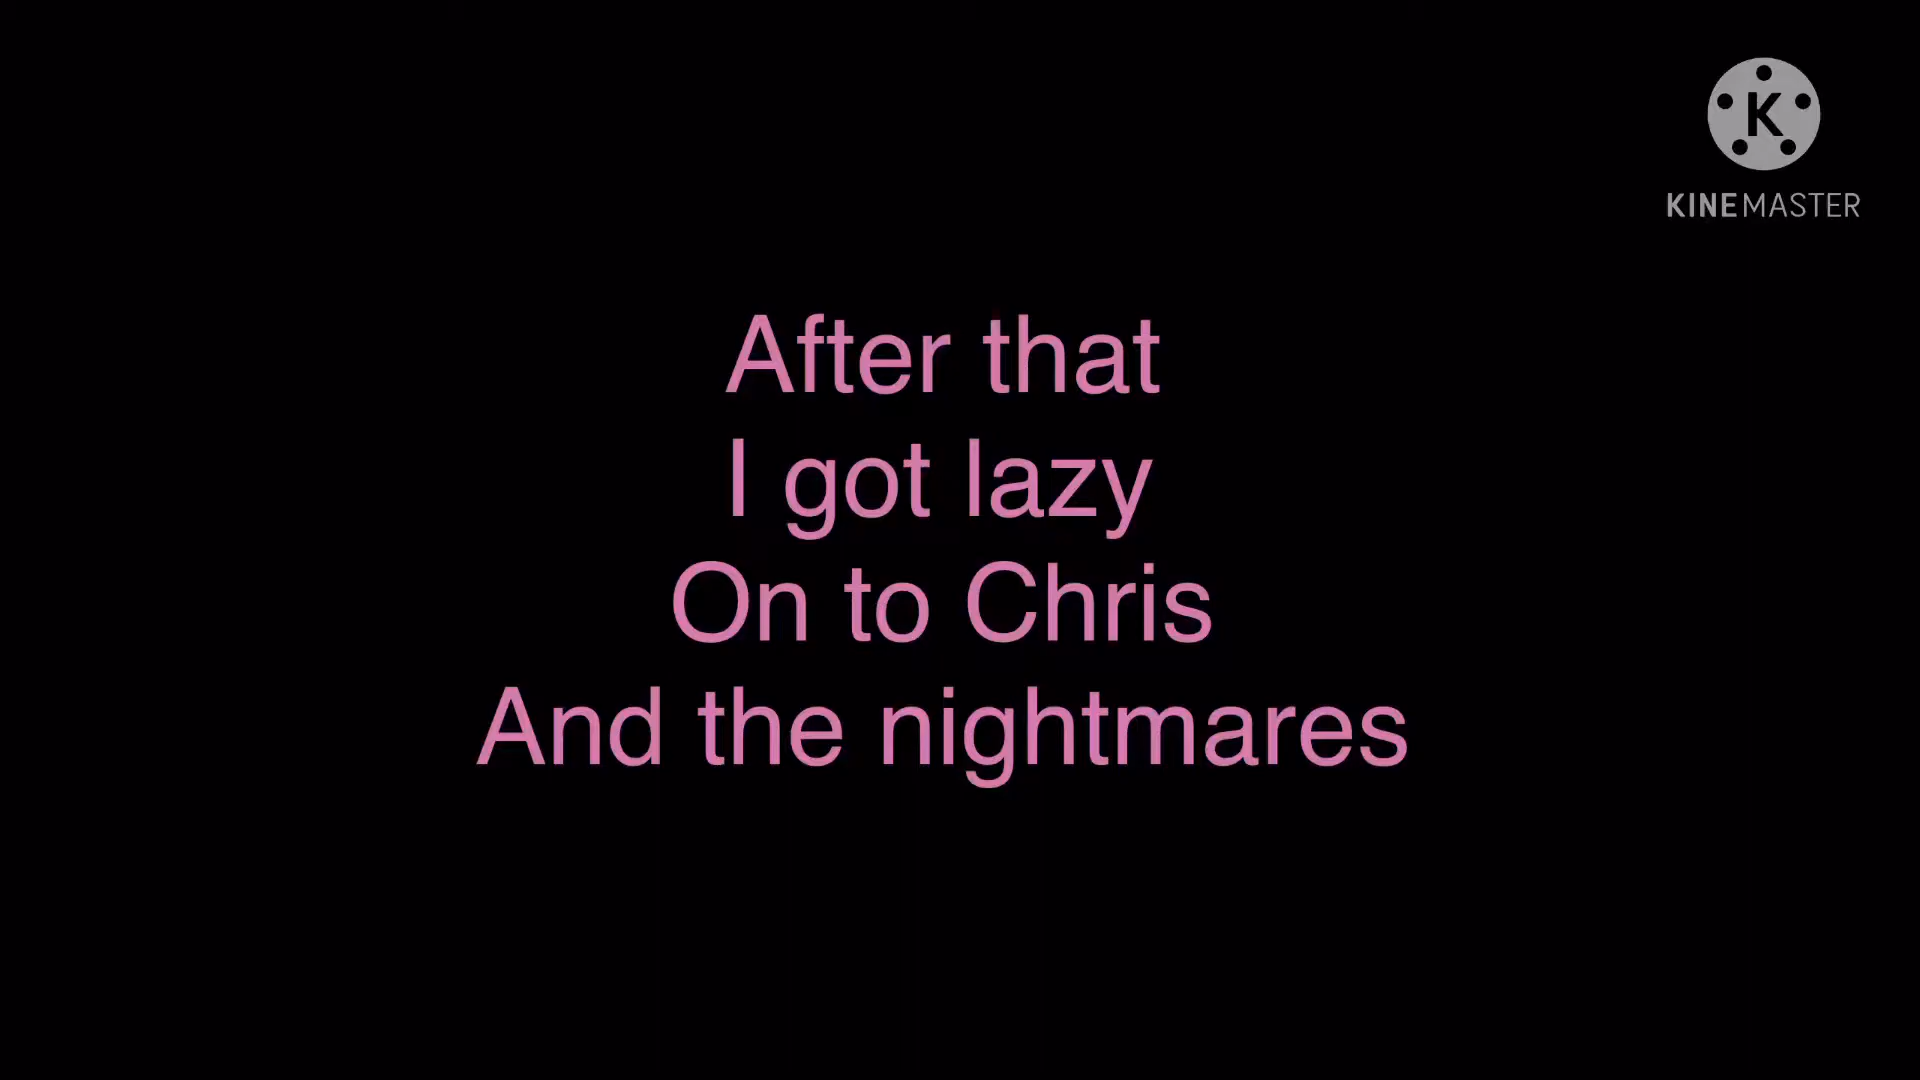 K
KINEMASTER
After that
I got lazy
On to Chris
And the nightmares